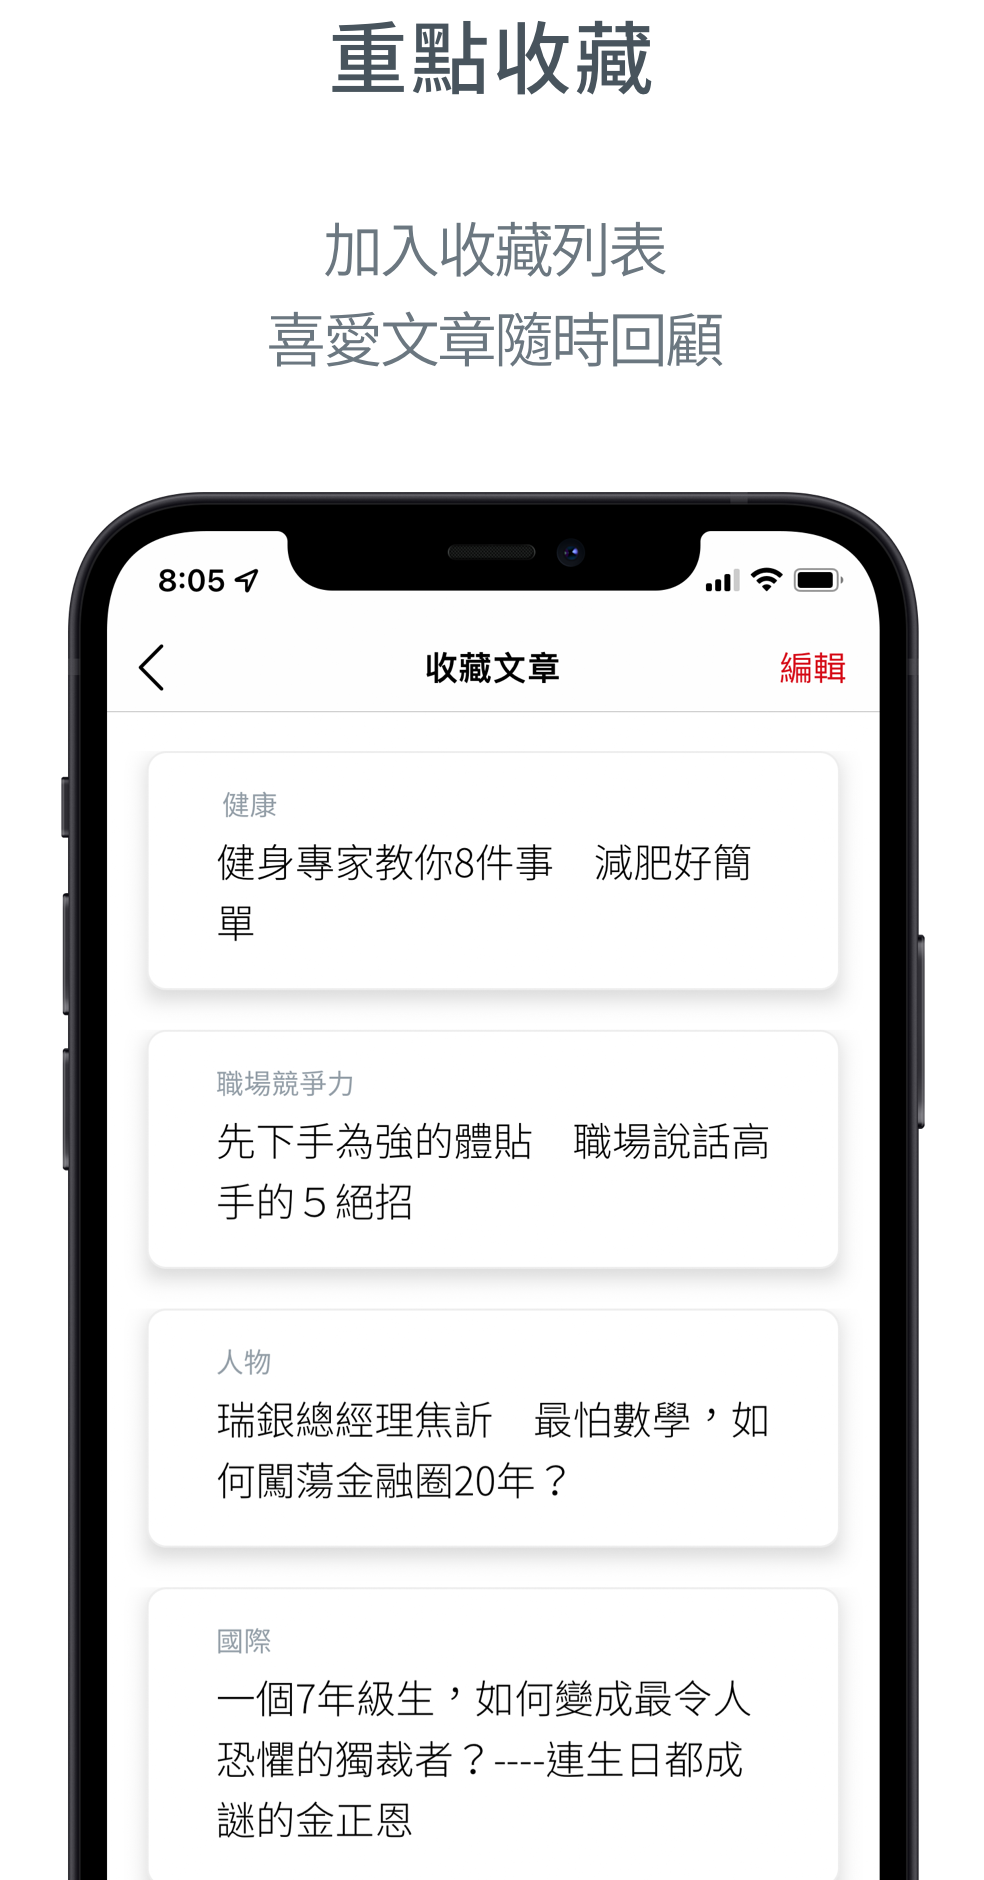 重點收藏
加入收藏列表
喜愛文章隨時回顧
8:05
收藏文章
編輯
健康
健身專家教你8件事　減肥好簡
單
職場競爭力
先下手為強的體貼　職場說話高
手的５絕招
人物
瑞銀總經理焦訢　最怕數學，如
何闖蕩金融圈20年？
國際
一個7年級生，如何變成最令人
恐懼的獨裁者？----連生日都成
謎的金正恩